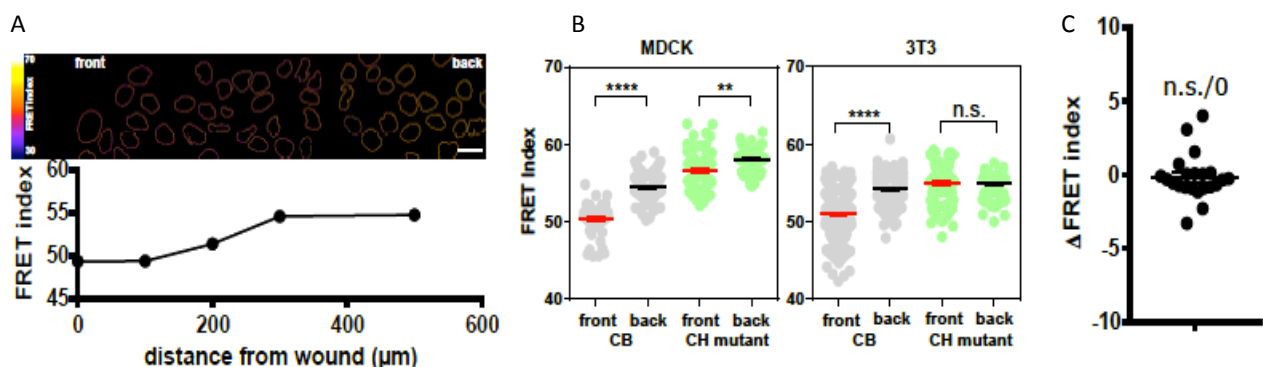 A
70
FRET Index
30
front
back
FRET index
60
55
50
45
0
200
400
600
distance from wound (µm)
B
MDCK
FRET Index
70
60
50
40
****
**
front
back
front
back
CB
CH mutant
3T3
70
60
50
40
****
n.s.
front
back
front
back
CB
CH mutant
C
Δ FRET index
10
5
0
-5
-10
n.s./0